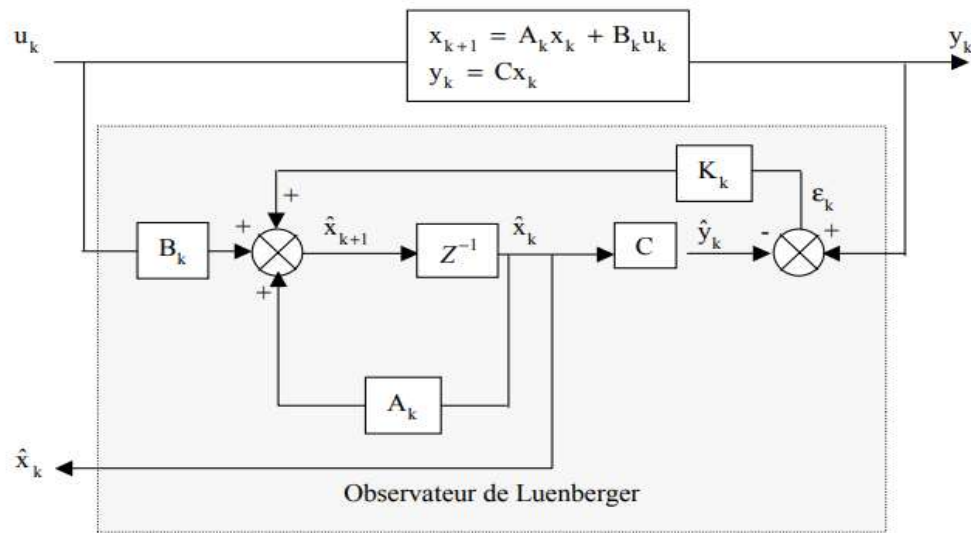 u_k
x_{k+1} = A_k x_k + B_k u_k
y_k = Cx_k
y_k
K_k
+
ε_k
+
B_k
x̂_{k+1}
Z^{-1}
x̂_k
C
ŷ_k
-
+
+
A_k
x̂_k
Observateur de Luenberger